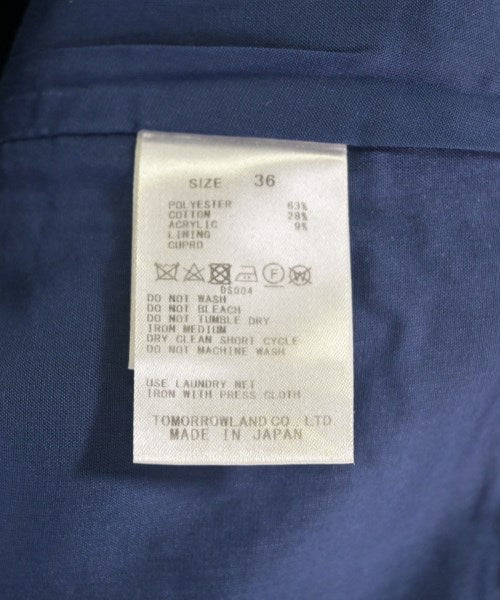 SIZE 36
POLYESTER 63%
COTTON 28%
ACRYLIC 9%
LINING
CUPRO
DS004
DO NOT WASH
DO NOT BLEACH
DO NOT TUMBLE DRY
IRON MEDIUM
DRY CLEAN SHORT CYCLE
DO NOT MACHINE WASH
USE LAUNDRY NET
IRON WITH PRESS CLOTH
TOMORROWLAND CO., LTD.
MADE IN JAPAN